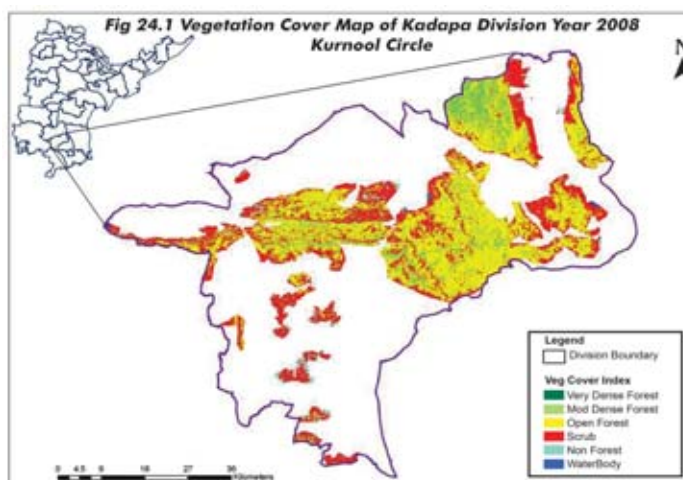 Fig 24.1 Vegetation Cover Map of Kadapa Division Year 2008
Kurnool Circle
N
Legend
Division Boundary
Veg Cover Index
Very Dense Forest
Mod Dense Forest
Open Forest
Scrub
Non Forest
WaterBody
0 4.5 9 18 27 36
Kilometers